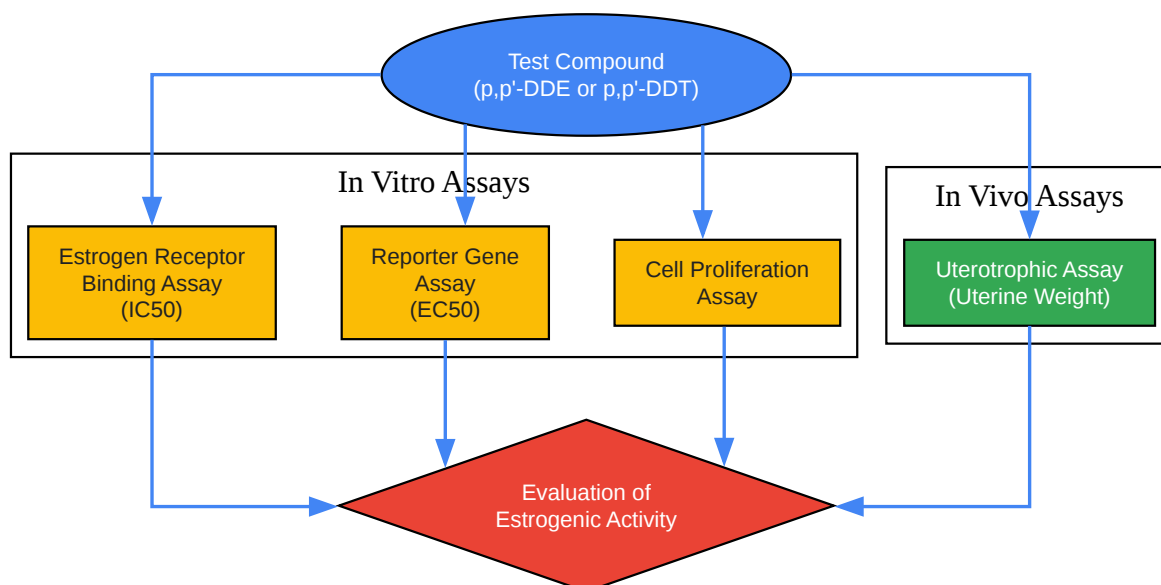 Test Compound
(p,p'-DDE or p,p'-DDT)
In Vitro Assays
In Vivo Assays
Estrogen Receptor
Binding Assay
(IC50)
Reporter Gene
Assay
(EC50)
Cell Proliferation
Assay
Uterotrophic Assay
(Uterine Weight)
Evaluation of
Estrogenic Activity